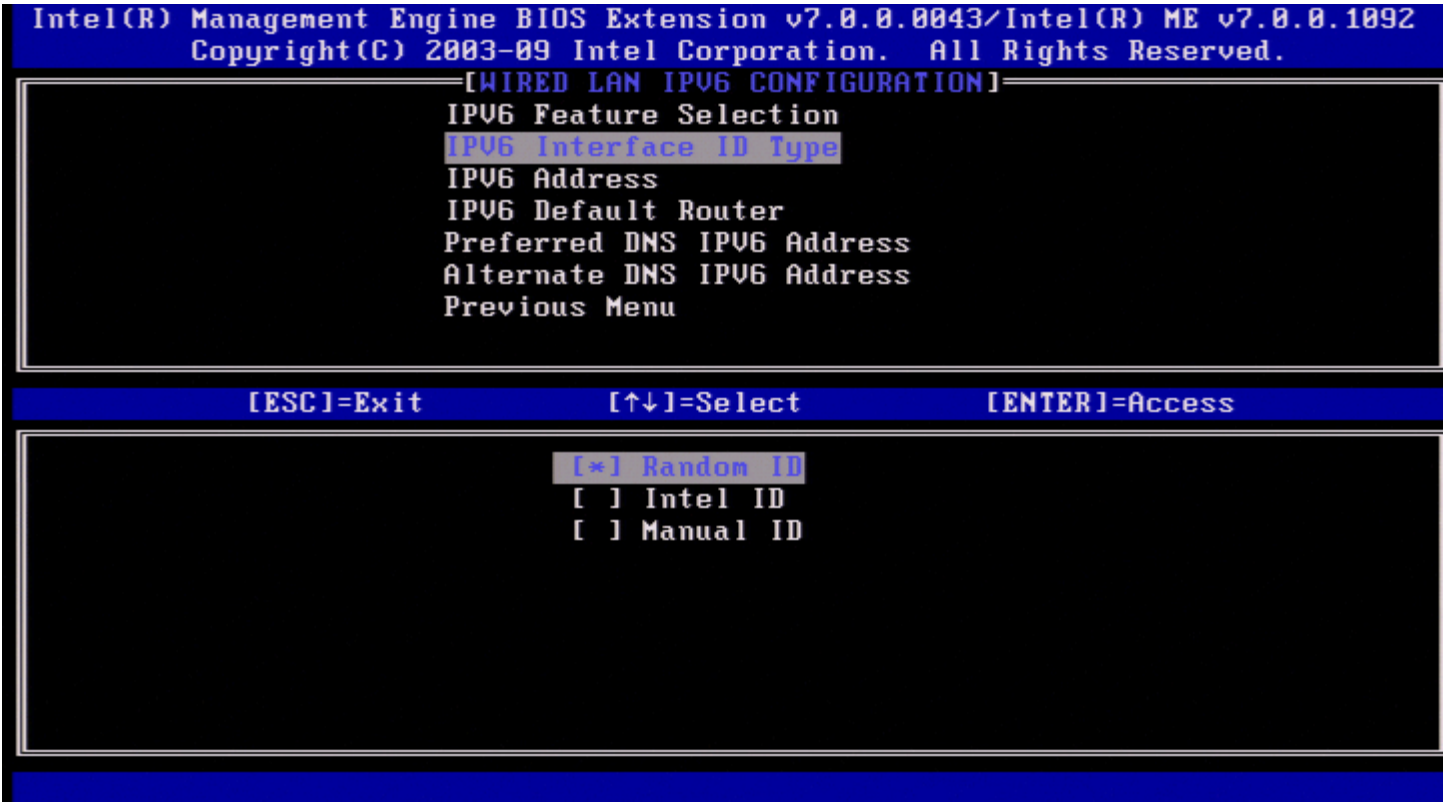 Intel(R) Management Engine BIOS Extension v7.0.0.0043/Intel(R) ME v7.0.0.1092
Copyright(C) 2003-09 Intel Corporation. All Rights Reserved.
[WIRED LAN IPV6 CONFIGURATION]
IPV6 Feature Selection
IPV6 Interface ID Type
IPV6 Address
IPV6 Default Router
Preferred DNS IPV6 Address
Alternate DNS IPV6 Address
Previous Menu
[ESC]=Exit [↑↓]=Select [ENTER]=Access
[*] Random ID
[ ] Intel ID
[ ] Manual ID